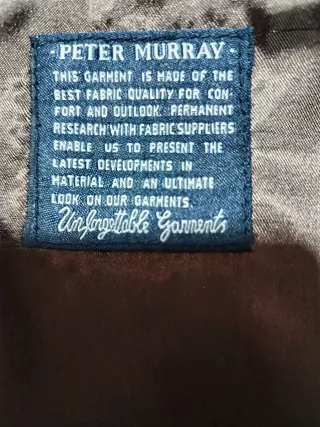 ·PETER MURRAY·
THIS GARMENT IS MADE OF THE
BEST FABRIC QUALITY FOR CON-
FORT AND OUTLOOK. PERMANENT
RESEARCH WITH FABRIC SUPPLIERS
ENABLE US TO PRESENT THE
LATEST DEVELOPMENTS IN
MATERIAL AND AN ULTIMATE
LOOK ON OUR GARMENTS.
Unforgettable Garments